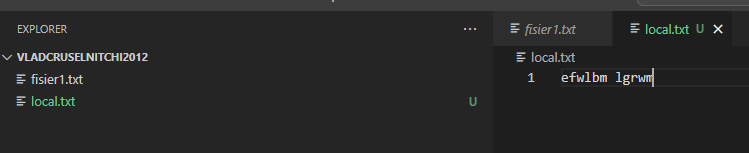 EXPLORER
VLADCRUSELNITCHI2012
fisier1.txt
local.txt U
fisier1.txt local.txt U
local.txt
1 efwlbm lgrwm